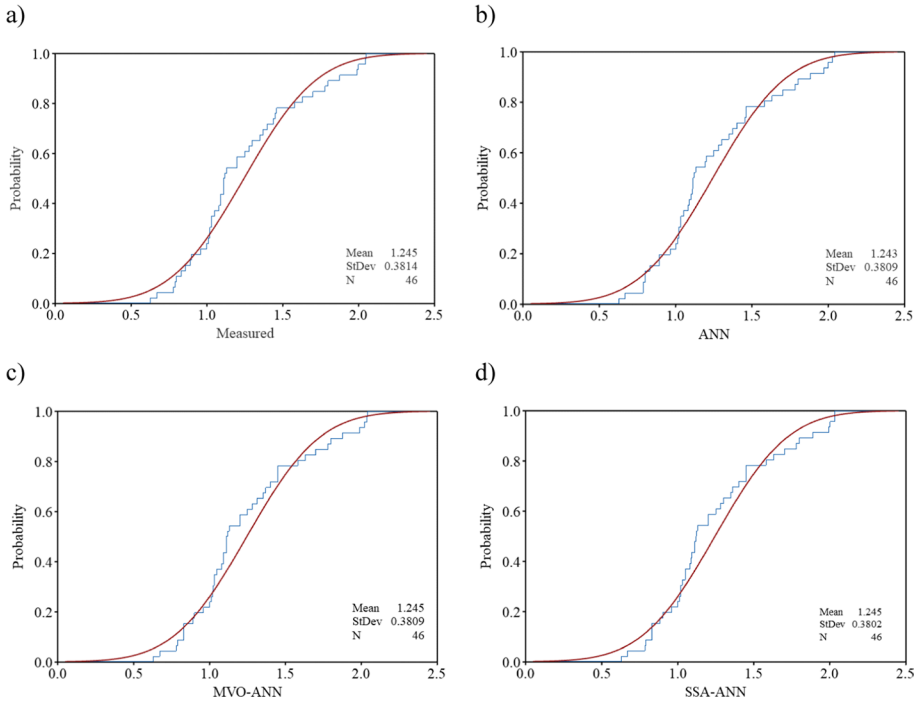 a)
1.0
0.8
0.6
0.4
0.2
0.0
Probability
Mean 1.245
StDev 0.3814
N 46
0.0 0.5 1.0 1.5 2.0 2.5
Measured
b)
1.0
0.8
0.6
0.4
0.2
0.0
Probability
Mean 1.243
StDev 0.3809
N 46
0.0 0.5 1.0 1.5 2.0 2.5
ANN
c)
1.0
0.8
0.6
0.4
0.2
0.0
Probability
Mean 1.245
StDev 0.3809
N 46
0.0 0.5 1.0 1.5 2.0 2.5
MVO-ANN
d)
1.0
0.8
0.6
0.4
0.2
0.0
Probability
Mean 1.245
StDev 0.3802
N 46
0.0 0.5 1.0 1.5 2.0 2.5
SSA-ANN